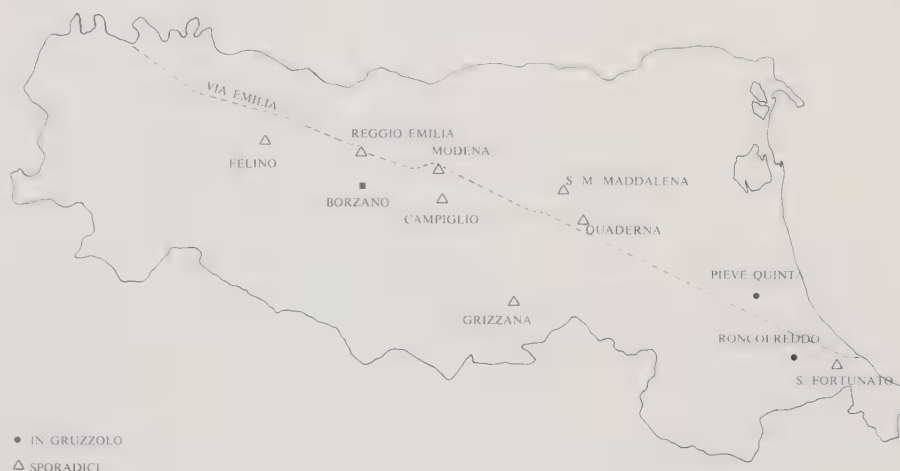 VIA EMILIA
REGGIO EMILIA
MODENA
FELINO
S M MADDALENA
BORZANO
CAMPIGLIO
QUADERNA
PIEVE QUINTA
GRIZZANA
RONCOFREDDO
S. FORTUNATO
IN GRUZZOLO
SPORADICI